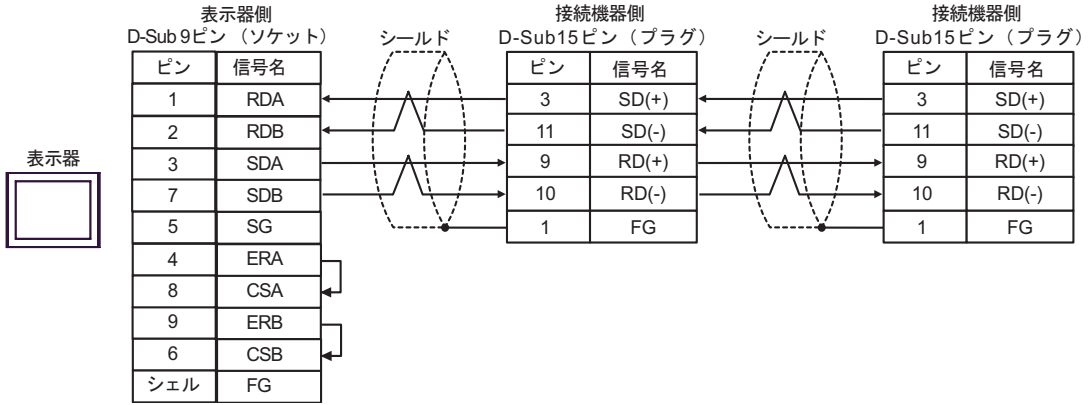 表示器
表示器側
D-Sub 9ピン（ソケット）
ピン 信号名
1 RDA
2 RDB
3 SDA
7 SDB
5 SG
4 ERA
8 CSA
9 ERB
6 CSB
シェル FG
シールド
接続機器側
D-Sub15ピン（プラグ）
ピン 信号名
3 SD(+)
11 SD(-)
9 RD(+)
10 RD(-)
1 FG
シールド
接続機器側
D-Sub15ピン（プラグ）
ピン 信号名
3 SD(+)
11 SD(-)
9 RD(+)
10 RD(-)
1 FG